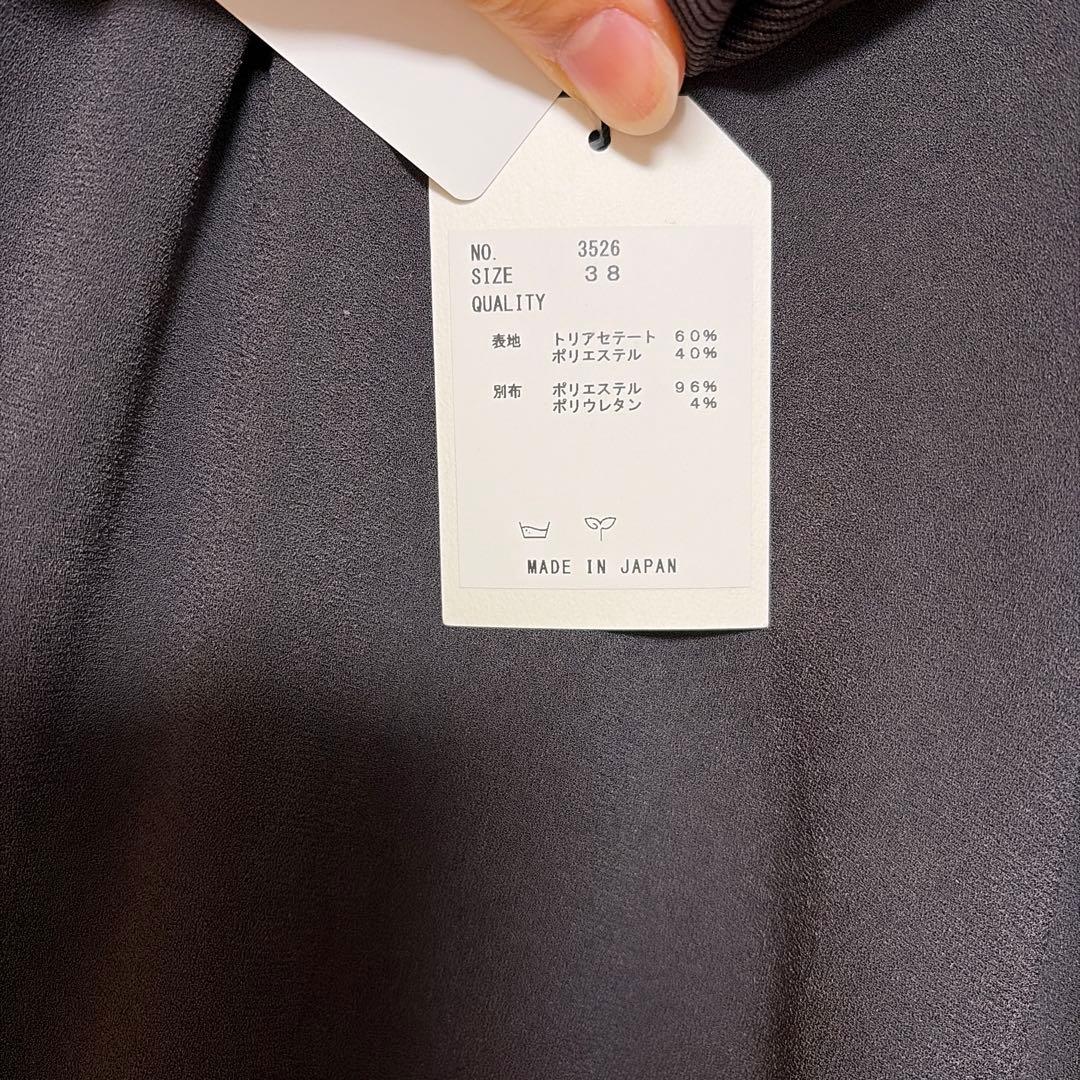 NO. 3526
SIZE 38
QUALITY
表地 トリアセテート 60%
ポリエステル 40%
別布 ポリエステル 96%
ポリウレタン 4%
MADE IN JAPAN